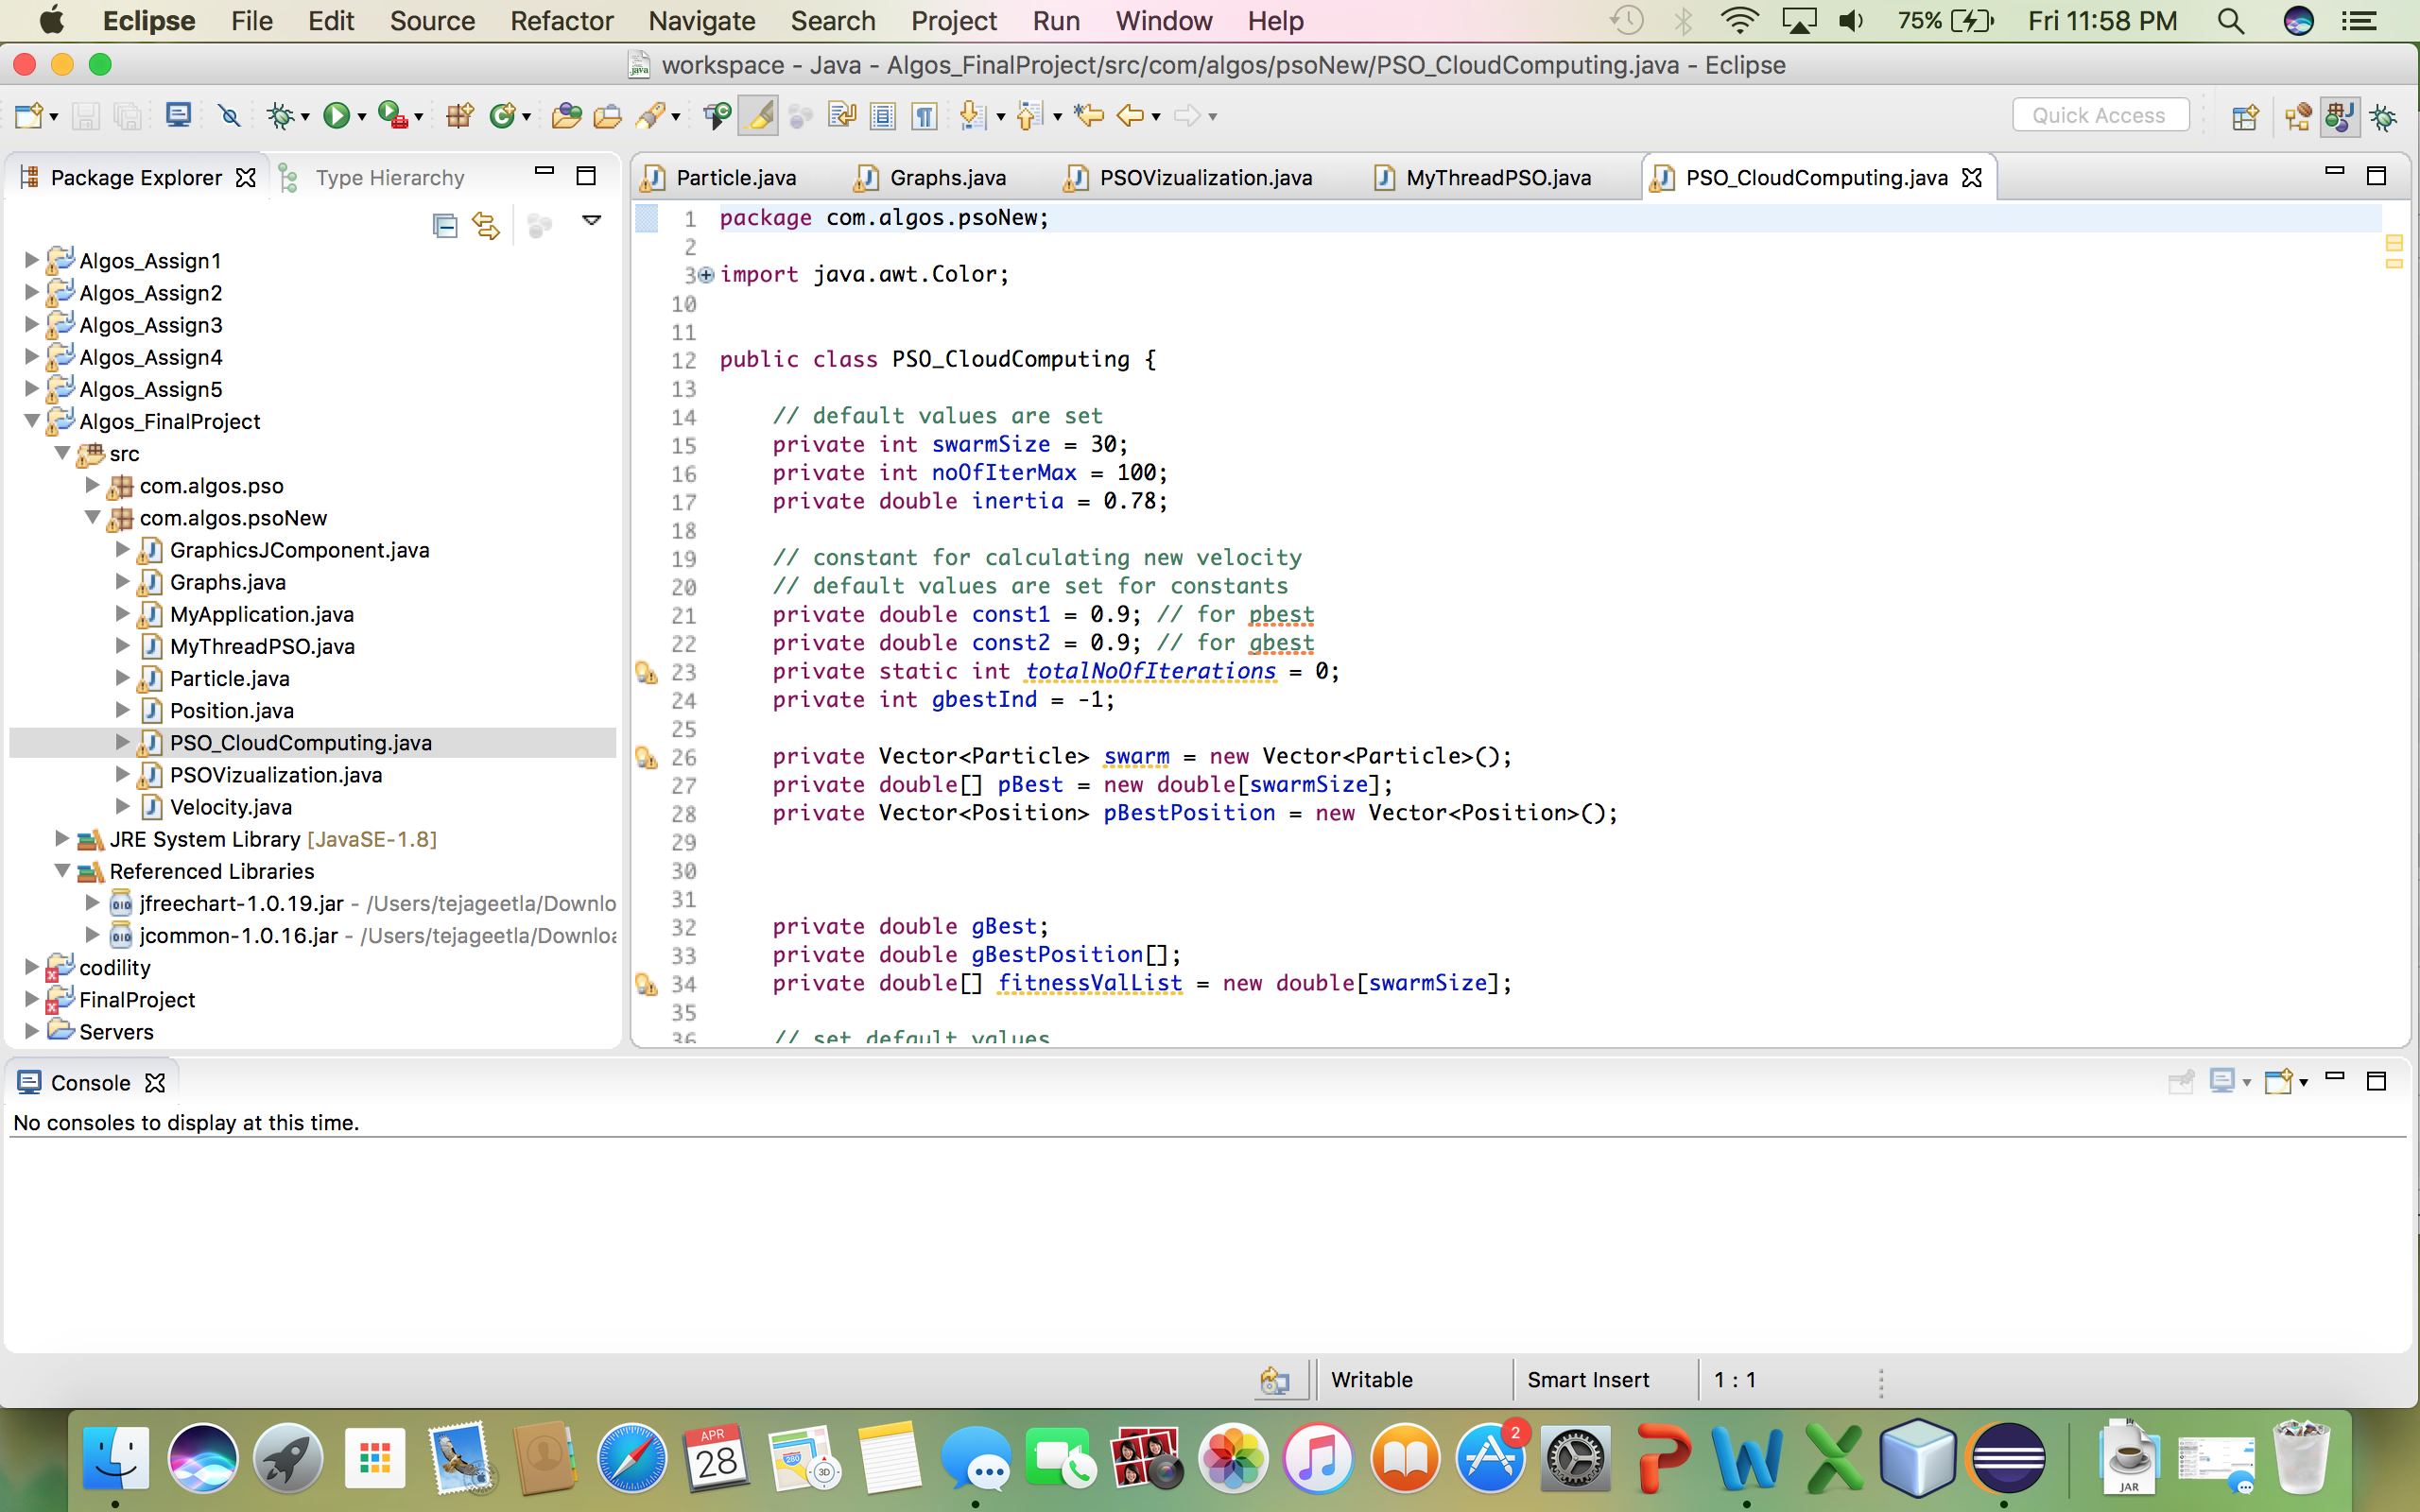 Eclipse File Edit Source Refactor Navigate Search Project Run Window Help 75% Fri 11:58 PM
workspace - Java - Algos_FinalProject/src/com/algos/psoNew/PSO_CloudComputing.java - Eclipse
Quick Access
Package Explorer Type Hierarchy
Algos_Assign1
Algos_Assign2
Algos_Assign3
Algos_Assign4
Algos_Assign5
Algos_FinalProject
src
com.algos.pso
com.algos.psoNew
GraphicsJComponent.java
Graphs.java
MyApplication.java
MyThreadPSO.java
Particle.java
Position.java
PSO_CloudComputing.java
PSOVizualization.java
Velocity.java
JRE System Library [JavaSE-1.8]
Referenced Libraries
jfreechart-1.0.19.jar - /Users/tejageetla/Downlo
jcommon-1.0.16.jar - /Users/tejageetla/Downloa
codility
FinalProject
Servers
Particle.java Graphs.java PSOVizualization.java MyThreadPSO.java PSO_CloudComputing.java
1 package com.algos.psoNew;
2
3 import java.awt.Color;
10
11
12 public class PSO_CloudComputing {
13
14 // default values are set
15 private int swarmSize = 30;
16 private int noOfIterMax = 100;
17 private double inertia = 0.78;
18
19 // constant for calculating new velocity
20 // default values are set for constants
21 private double const1 = 0.9; // for pbest
22 private double const2 = 0.9; // for gbest
23 private static int totalNoOfIterations = 0;
24 private int gbestInd = -1;
25
26 private Vector<Particle> swarm = new Vector<Particle>();
27 private double[] pBest = new double[swarmSize];
28 private Vector<Position> pBestPosition = new Vector<Position>();
29
30
31
32 private double gBest;
33 private double gBestPosition[];
34 private double[] fitnessValList = new double[swarmSize];
35
36 // set default values
Console
No consoles to display at this time.
Writable Smart Insert 1 : 1
APR
28
280
3D
2
JAR